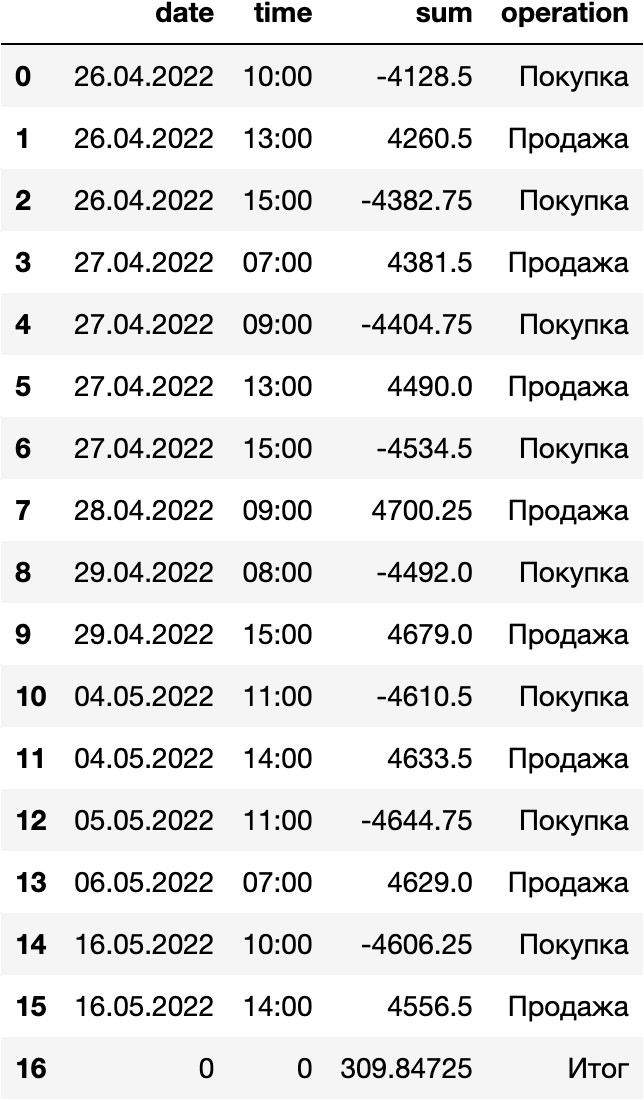 date time sum operation
0 26.04.2022 10:00 -4128.5 Покупка
1 26.04.2022 13:00 4260.5 Продажа
2 26.04.2022 15:00 -4382.75 Покупка
3 27.04.2022 07:00 4381.5 Продажа
4 27.04.2022 09:00 -4404.75 Покупка
5 27.04.2022 13:00 4490.0 Продажа
6 27.04.2022 15:00 -4534.5 Покупка
7 28.04.2022 09:00 4700.25 Продажа
8 29.04.2022 08:00 -4492.0 Покупка
9 29.04.2022 15:00 4679.0 Продажа
10 04.05.2022 11:00 -4610.5 Покупка
11 04.05.2022 14:00 4633.5 Продажа
12 05.05.2022 11:00 -4644.75 Покупка
13 06.05.2022 07:00 4629.0 Продажа
14 16.05.2022 10:00 -4606.25 Покупка
15 16.05.2022 14:00 4556.5 Продажа
16 0 0 309.84725 Итог